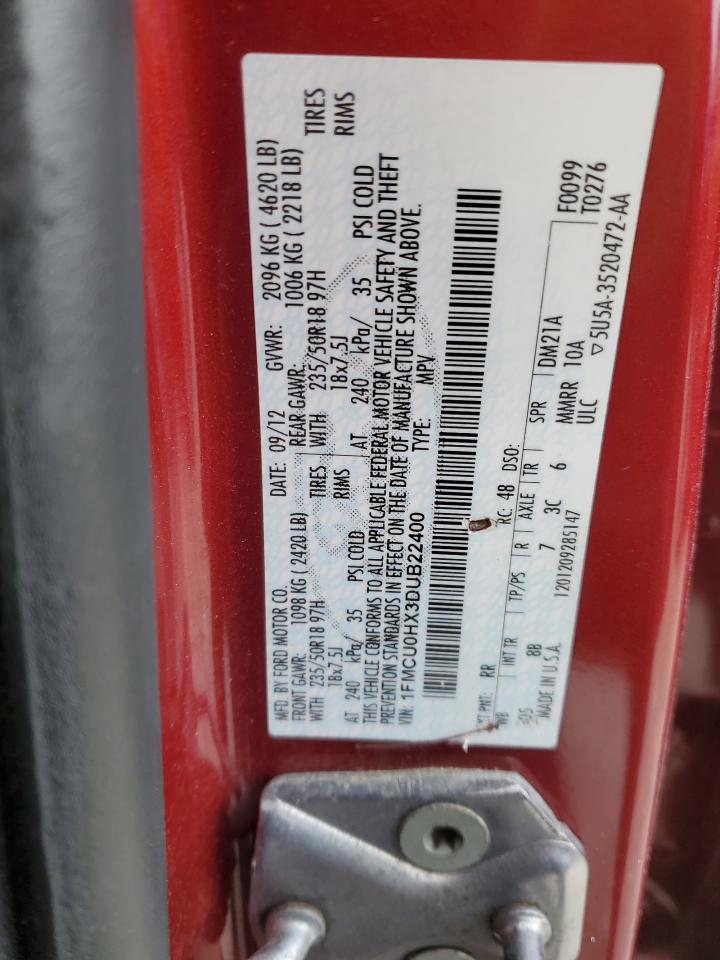 MFD. BY FORD MOTOR CO. DATE: 09/12 GVWR: 2096 KG ( 4620 LB)
FRONT GAWR: 1098 KG ( 2420 LB) REAR GAWR: 1006 KG ( 2218 LB)
WITH 235/50R18 97H TIRES WITH 235/50R18 97H TIRES
18x7.5J RIMS 18x7.5J RIMS
AT 240 kPa/ 35 PSI COLD AT 240 kPa/ 35 PSI COLD
THIS VEHICLE CONFORMS TO ALL APPLICABLE FEDERAL MOTOR VEHICLE SAFETY AND THEFT
PREVENTION STANDARDS IN EFFECT ON THE DATE OF MANUFACTURE SHOWN ABOVE.
VIN: 1FMCU0HX3DUB22400 TYPE: MPV
PNT: RR RC: 48 DSO: F0099
WB INT TR TP/PS R AXLE TR SPR DM21A T0276
8B 7 3C 6 MMRR 10A
MADE IN U.S.A. 1201209285147 ULC ▽5U5A-3520472-AA